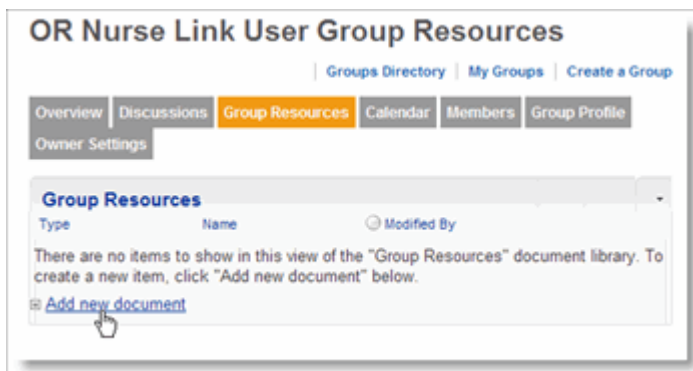 OR Nurse Link User Group Resources
Groups Directory | My Groups | Create a Group
Overview Discussions Group Resources Calendar Members Group Profile
Owner Settings
Group Resources
Type Name Modified By
There are no items to show in this view of the "Group Resources" document library. To
create a new item, click "Add new document" below.
Add new document